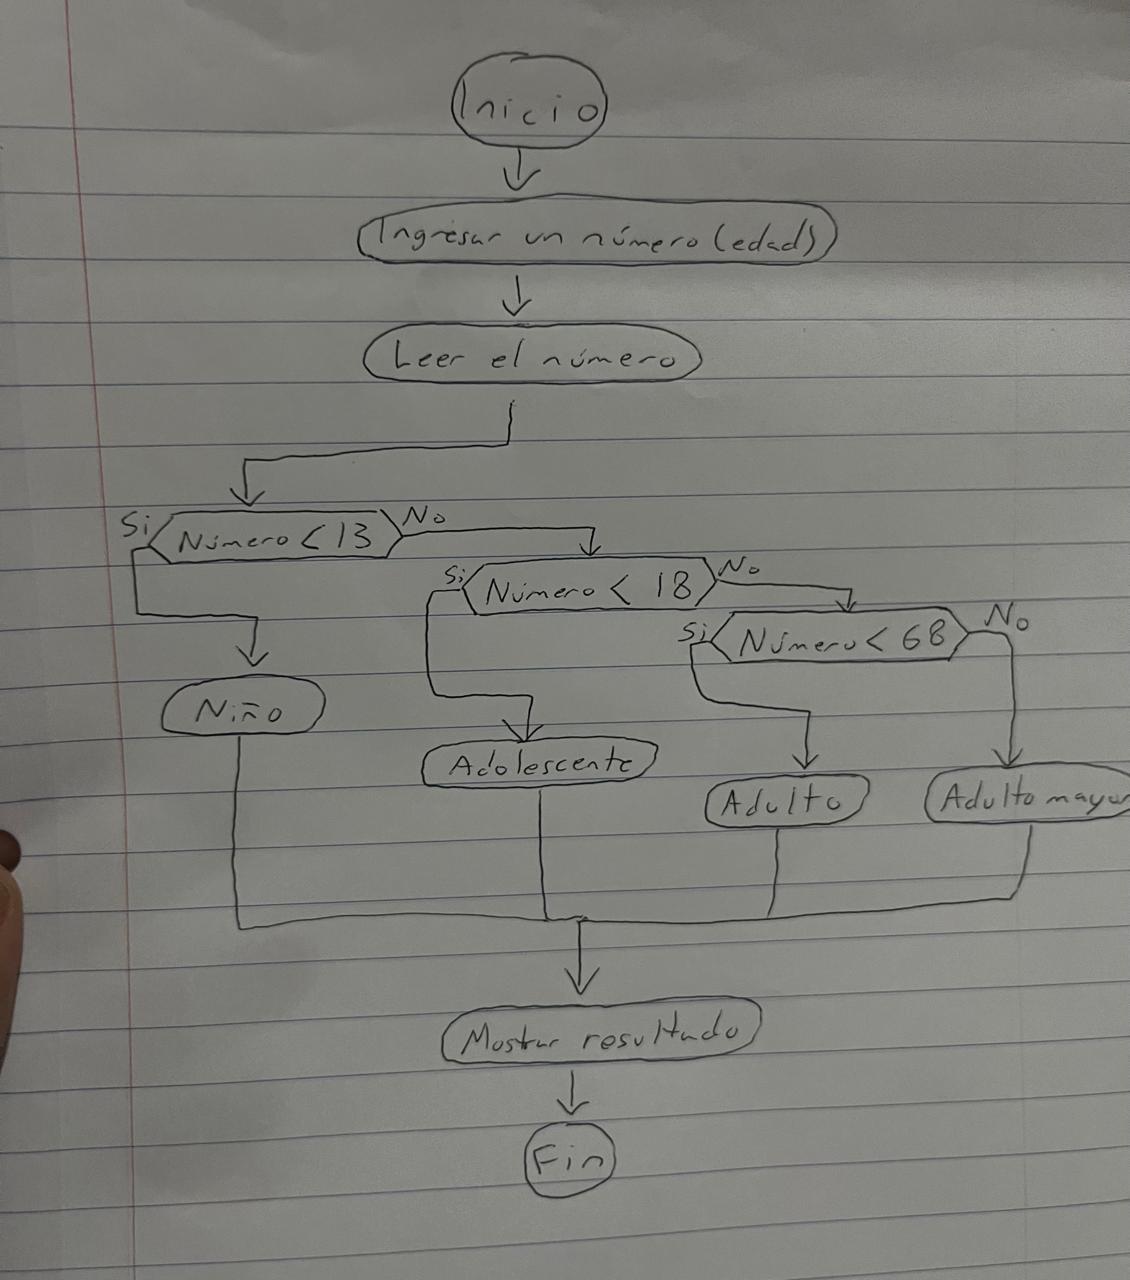 Inicio
Ingresar un número (edad)
Leer el número
Si Número < 13 No
Si Número < 18 No
Si Número < 68 No
Niño
Adolescente
Adulto
Adulto mayor
Mostrar resultado
Fin